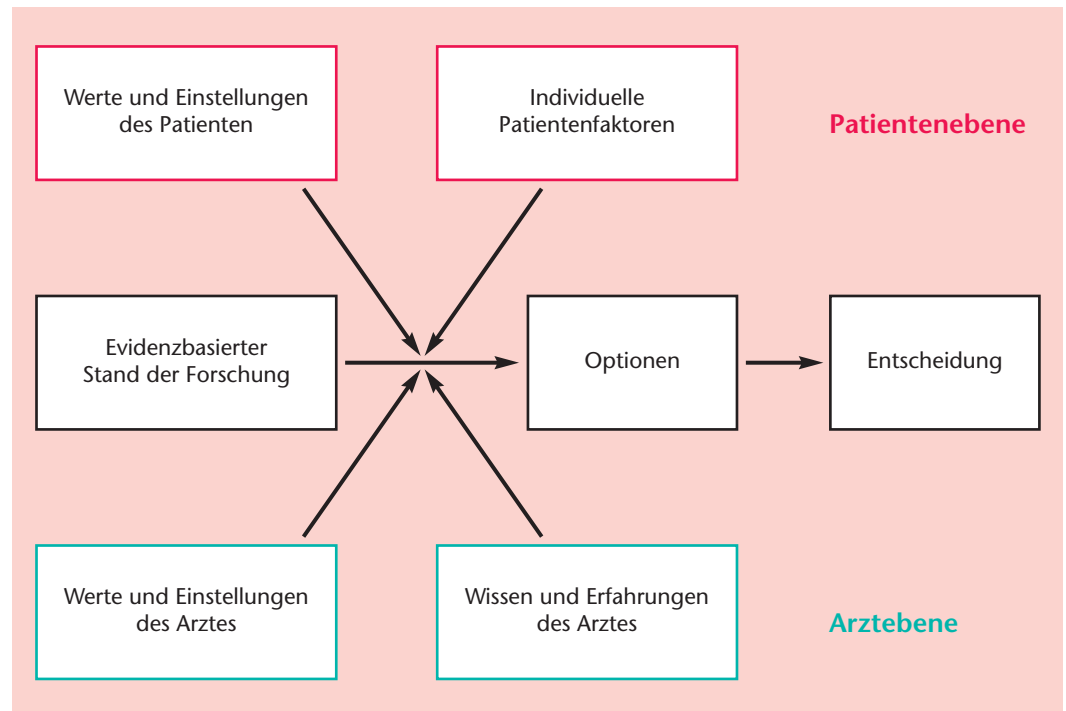 Werte und Einstellungen
des Patienten
Individuelle
Patientenfaktoren
Patientenebene
Evidenzbasierter
Stand der Forschung
Optionen
Entscheidung
Werte und Einstellungen
des Arztes
Wissen und Erfahrungen
des Arztes
Arztebene